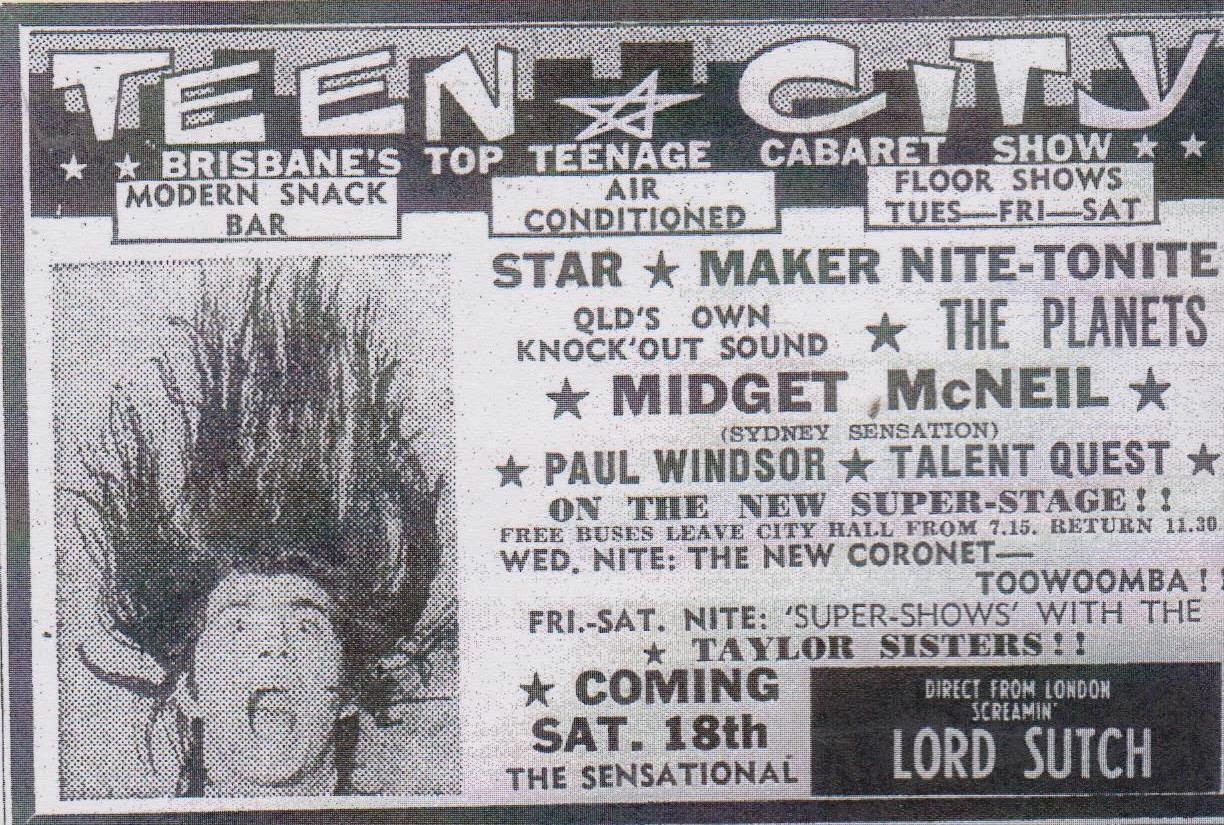 TEEN CITY
BRISBANE'S TOP TEENAGE CABARET SHOW
MODERN SNACK
BAR
AIR
CONDITIONED
FLOOR SHOWS
TUES—FRI—SAT
STAR ★ MAKER NITE-TONITE
QLD'S OWN
KNOCK'OUT SOUND
★ THE PLANETS
★ MIDGET McNEIL ★
(SYDNEY SENSATION)
★ PAUL WINDSOR ★ TALENT QUEST ★
ON THE NEW SUPER-STAGE!!
FREE BUSES LEAVE CITY HALL FROM 7.15. RETURN 11.30
WED. NITE: THE NEW CORONET—
TOOWOOMBA!!
FRI.-SAT. NITE: 'SUPER-SHOWS' WITH THE
★ TAYLOR SISTERS!!
★ COMING
SAT. 18th
THE SENSATIONAL
DIRECT FROM LONDON
SCREAMIN'
LORD SUTCH